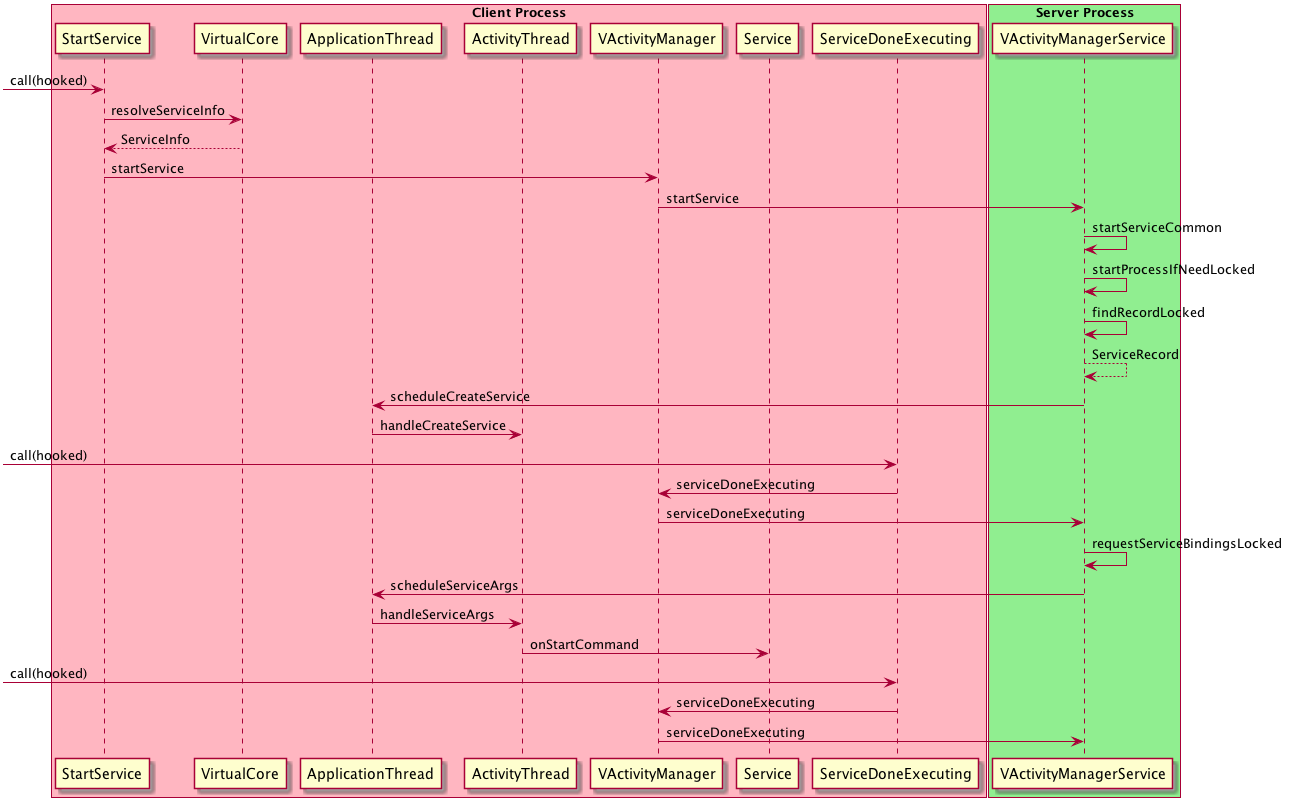 Client Process
Server Process
StartService
VirtualCore
ApplicationThread
ActivityThread
VActivityManager
Service
ServiceDoneExecuting
VActivityManagerService
call(hooked)
resolveServiceInfo
ServiceInfo
startService
startService
startServiceCommon
startProcessIfNeedLocked
findRecordLocked
ServiceRecord
scheduleCreateService
handleCreateService
call(hooked)
serviceDoneExecuting
serviceDoneExecuting
requestServiceBindingsLocked
scheduleServiceArgs
handleServiceArgs
onStartCommand
call(hooked)
serviceDoneExecuting
serviceDoneExecuting
StartService
VirtualCore
ApplicationThread
ActivityThread
VActivityManager
Service
ServiceDoneExecuting
VActivityManagerService